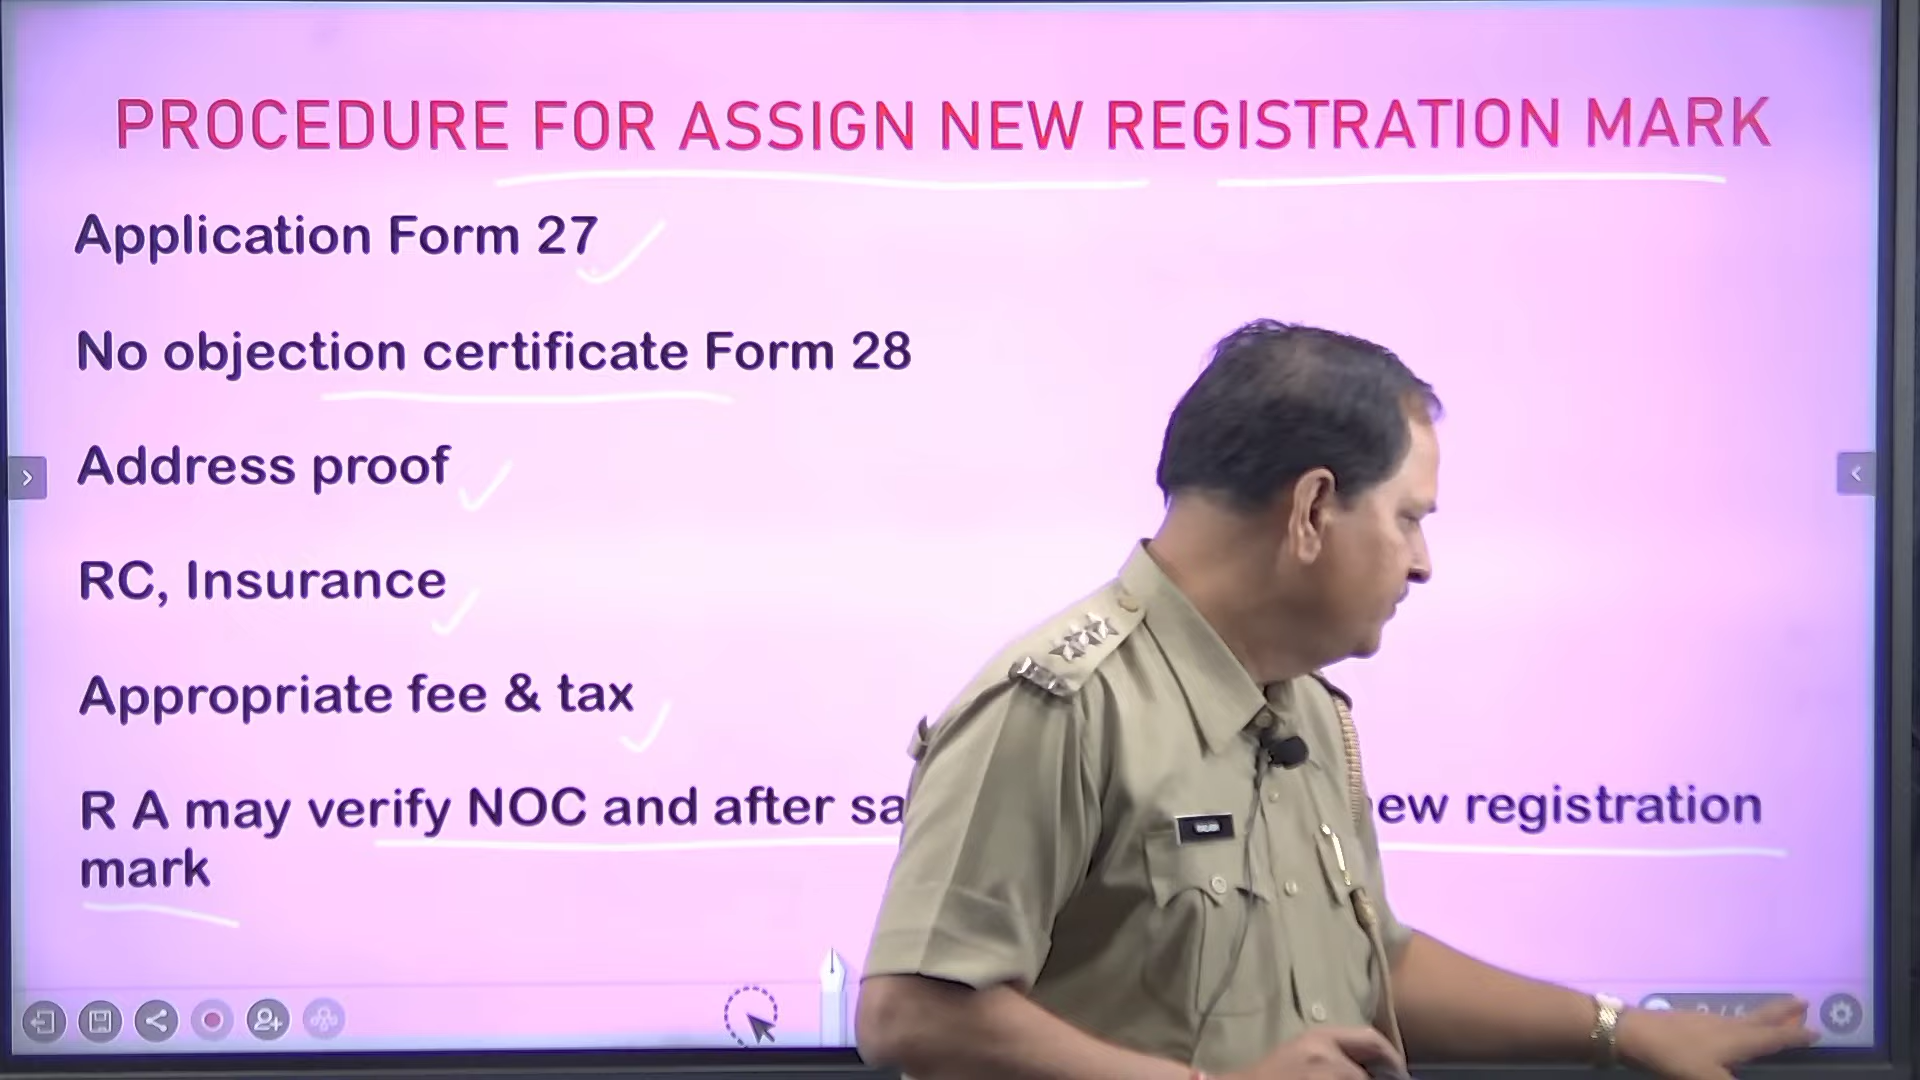 PROCEDURE FOR ASSIGN NEW REGISTRATION MARK
Application Form 27
No objection certificate Form 28
Address proof
RC, Insurance
Appropriate fee & tax
R A may verify NOC and after sa ew registration
mark